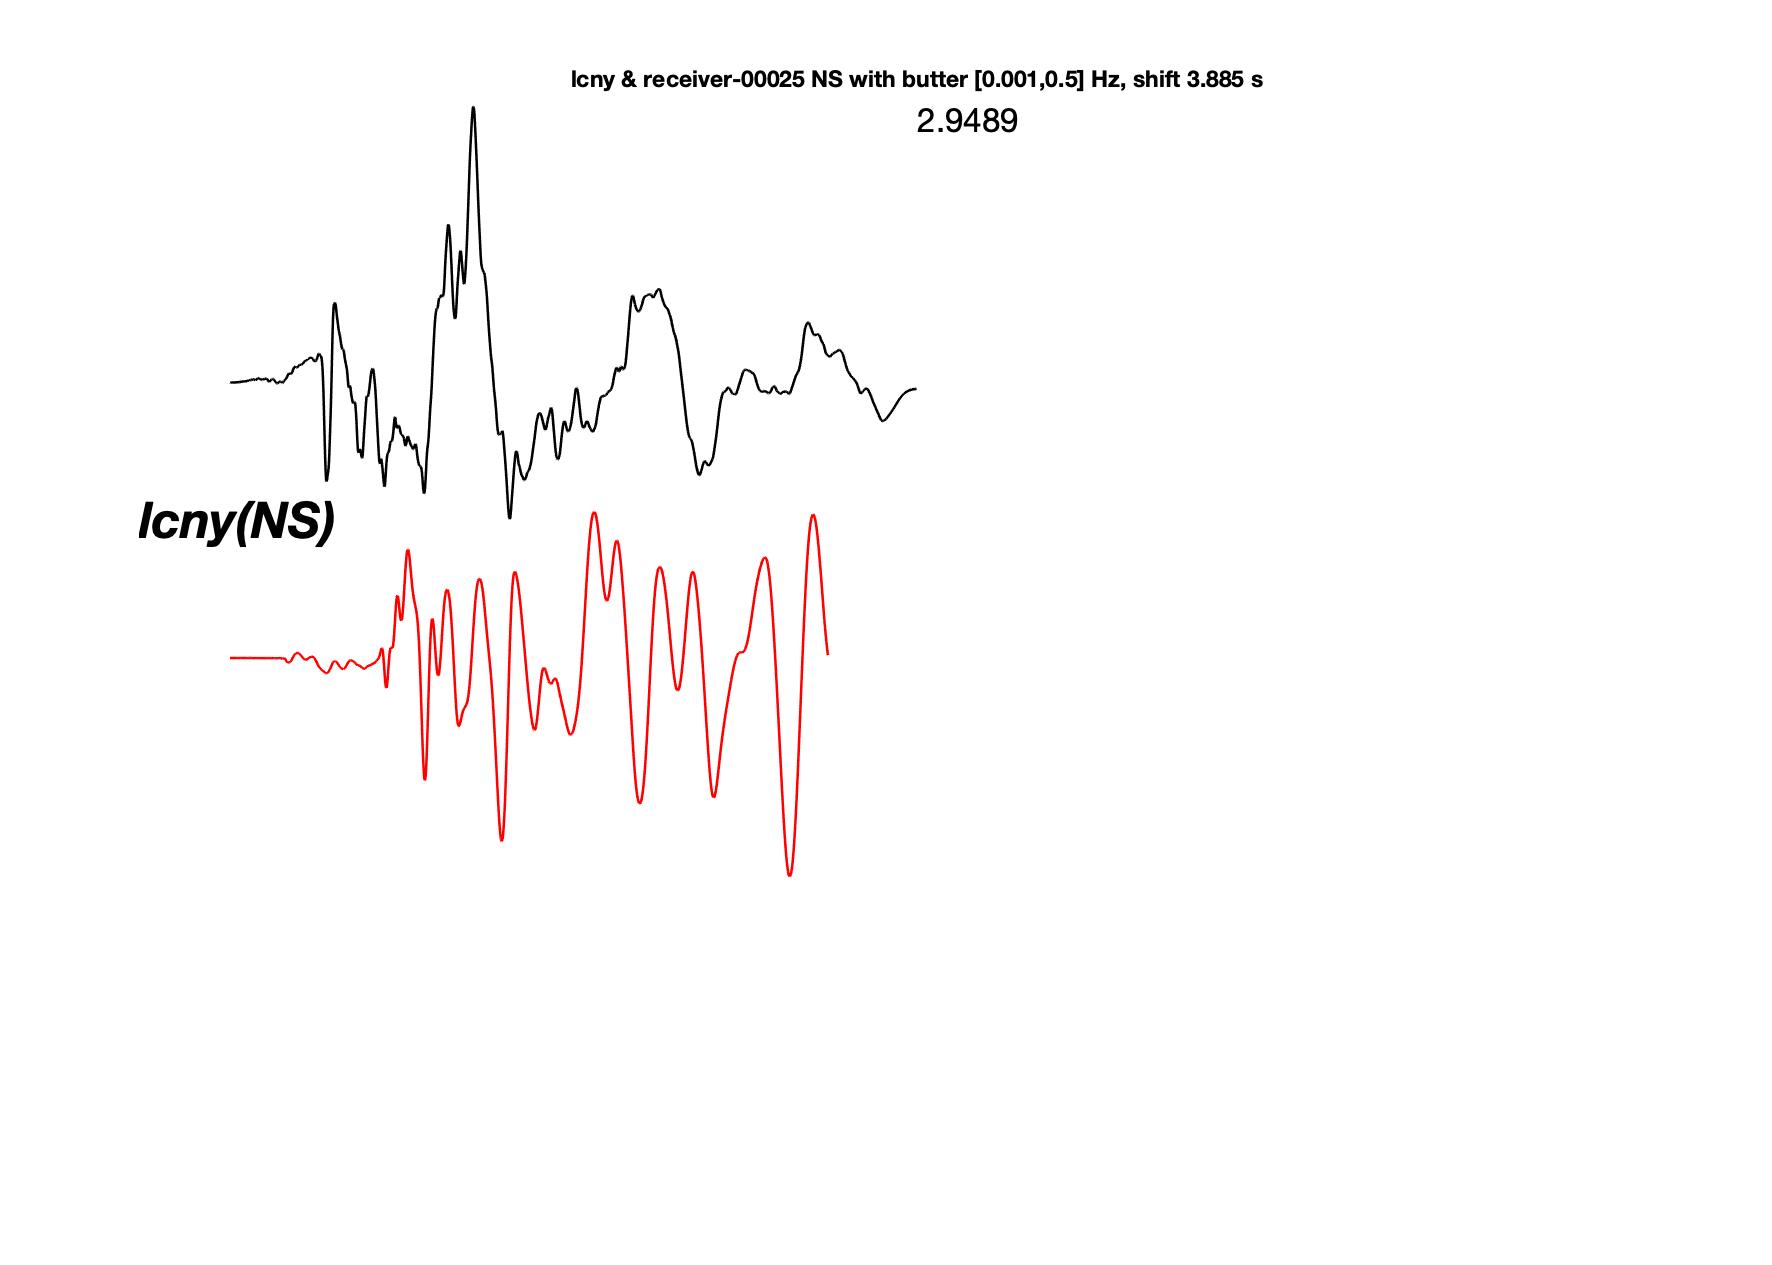 lcny & receiver-00025 NS with butter [0.001,0.5] Hz, shift 3.885 s
2.9489
lcny(NS)